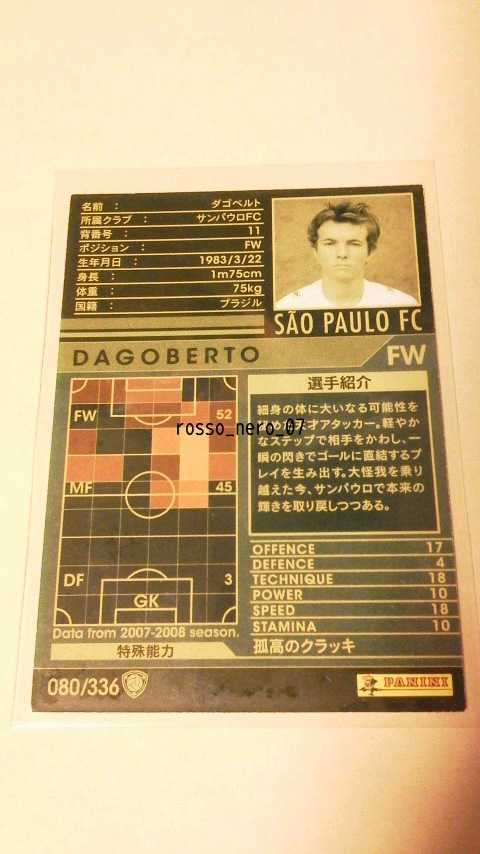 名前 : ダゴベルト
所属クラブ : サンパウロFC
背番号 : 11
ポジション : FW
生年月日 : 1983/3/22
身長 : 1m75cm
体重 : 75kg
国籍 : ブラジル
SÃO PAULO FC
DAGOBERTO FW
FW 52
MF 45
DF 3
GK
Data from 2007-2008 season.
選手紹介
細身の体に大いなる可能性を
才アタッカー。軽やか
なステップで相手をかわし、一
瞬の閃きでゴールに直結するプ
レイを生み出す。大怪我を乗り
越えた今、サンパウロで本来の
輝きを取り戻しつつある。
rosso_nero_07
OFFENCE 17
DEFENCE 4
TECHNIQUE 18
POWER 10
SPEED 18
STAMINA 10
特殊能力 孤高のクラッキ
080/336
PANINI